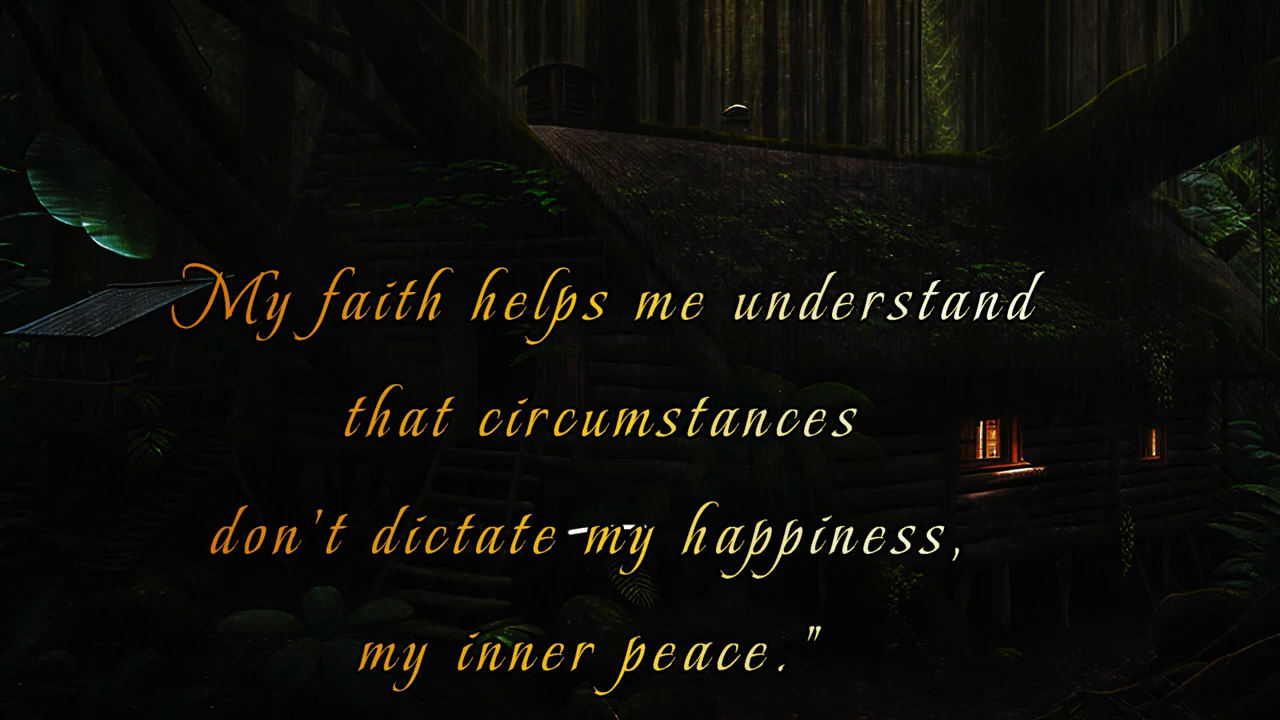 My faith helps me understand
that circumstances
don't dictate my happiness,
my inner peace."